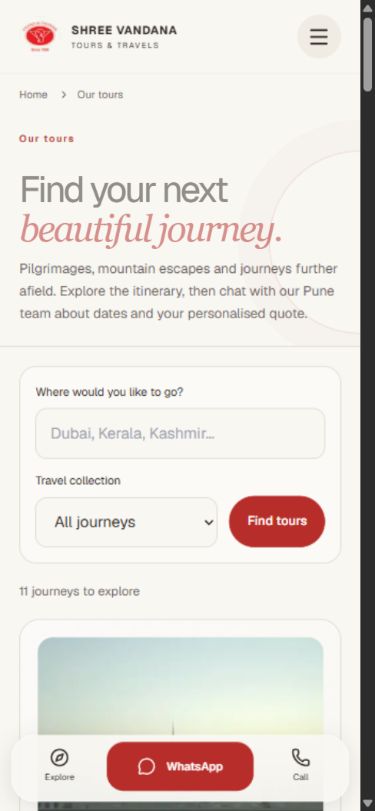 SHREE VANDANA
TOURS & TRAVELS
Home > Our tours
Our tours
Find your next
beautiful journey.
Pilgrimages, mountain escapes and journeys further
afield. Explore the itinerary, then chat with our Pune
team about dates and your personalised quote.
Where would you like to go?
Dubai, Kerala, Kashmir...
Travel collection
All journeys
Find tours
11 journeys to explore
Explore
WhatsApp
Call